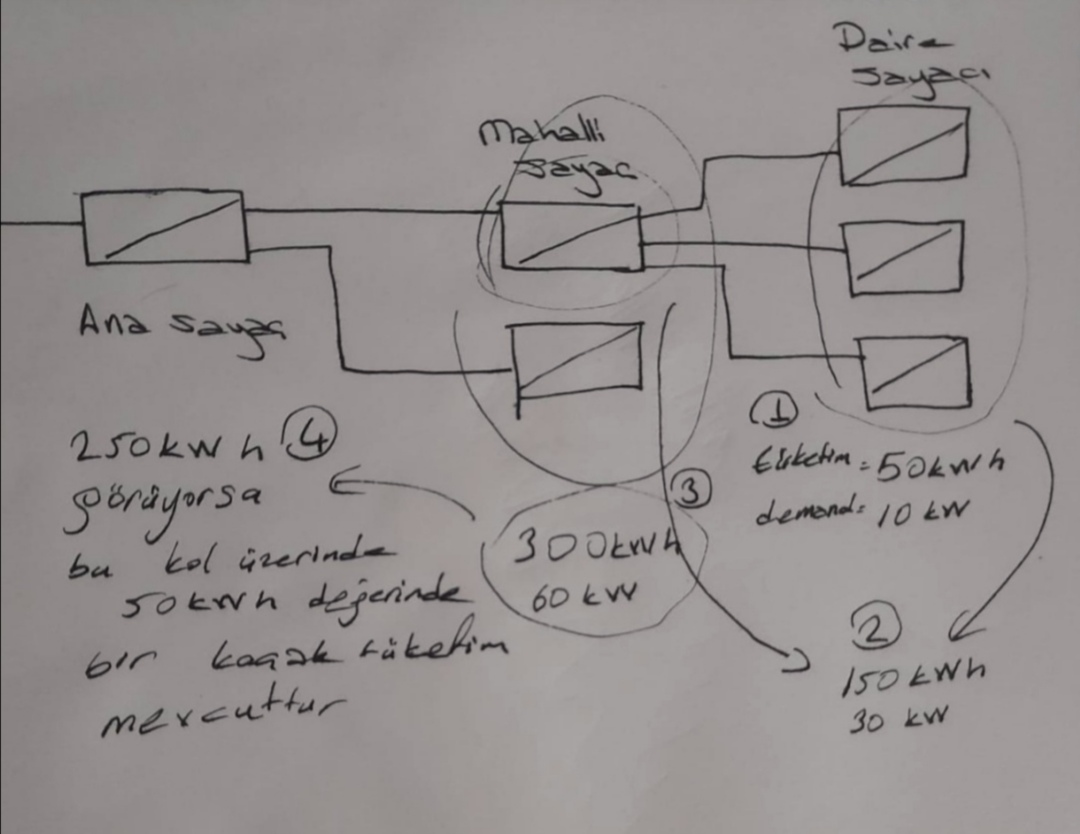 Daire
Sayacı
Mahalli
Sayaç
Ana Sayaç
①
tüketim = 50kWh
demand = 10 kW
②
150 kWh
30 kW
③
300kWh
60 kW
250kWh ④
görüyorsa
bu kol üzerinde
50kWh değerinde
bir kaçak tüketim
mevcuttur